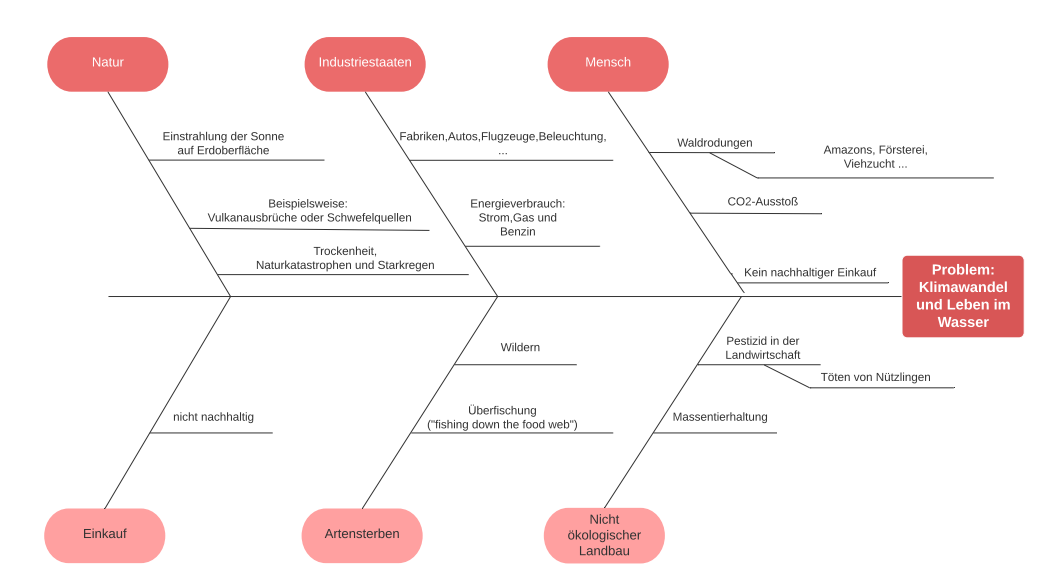 Natur
Industriestaaten
Mensch
Einstrahlung der Sonne
auf Erdoberfläche
Fabriken,Autos,Flugzeuge,Beleuchtung,
...
Waldrodungen
Amazons, Försterei,
Viehzucht ...
Beispielsweise:
Vulkanausbrüche oder Schwefelquellen
Energieverbrauch:
Strom,Gas und
Benzin
CO2-Ausstoß
Trockenheit,
Naturkatastrophen und Starkregen
Kein nachhaltiger Einkauf
Problem:
Klimawandel
und Leben im
Wasser
Wildern
Pestizid in der
Landwirtschaft
Töten von Nützlingen
nicht nachhaltig
Überfischung
("fishing down the food web")
Massentierhaltung
Einkauf
Artensterben
Nicht
ökologischer
Landbau